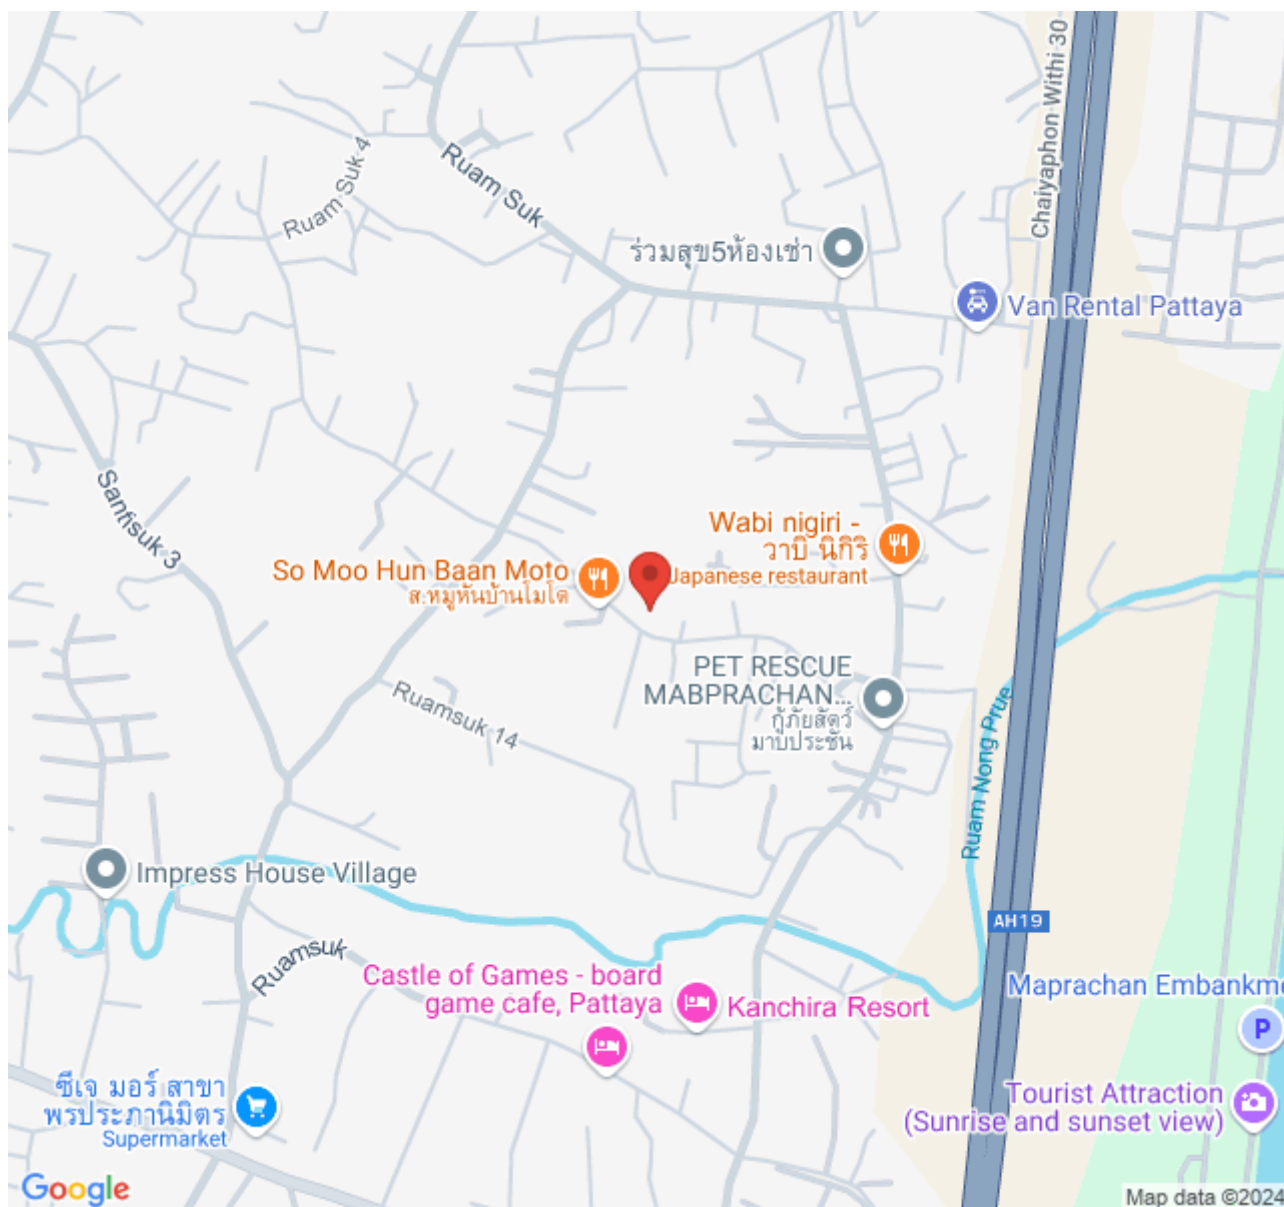 Chaiyaphon Withi 30
Ruam Suk 4
Ruam Suk
ร่วมสุข5ห้องเช่า
Van Rental Pattaya
Santisuk 3
Wabi nigiri -
วาบิ นิกิริ
Japanese restaurant
So Moo Hun Baan Moto
ส.หมูหันบ้านโมโต
PET RESCUE
MABPRACHAN...
กู้ภัยสัตว์
มาบประชัน
Ruamsuk 14
Ruam Nong Prue
Impress House Village
AH19
Ruamsuk
Castle of Games - board
game cafe, Pattaya
Kanchira Resort
Maprachan Embankme
P
ซีเจ มอร์ สาขา
พรประภานิมิตร
Supermarket
Tourist Attraction
(Sunrise and sunset view)
Google
Map data ©2024